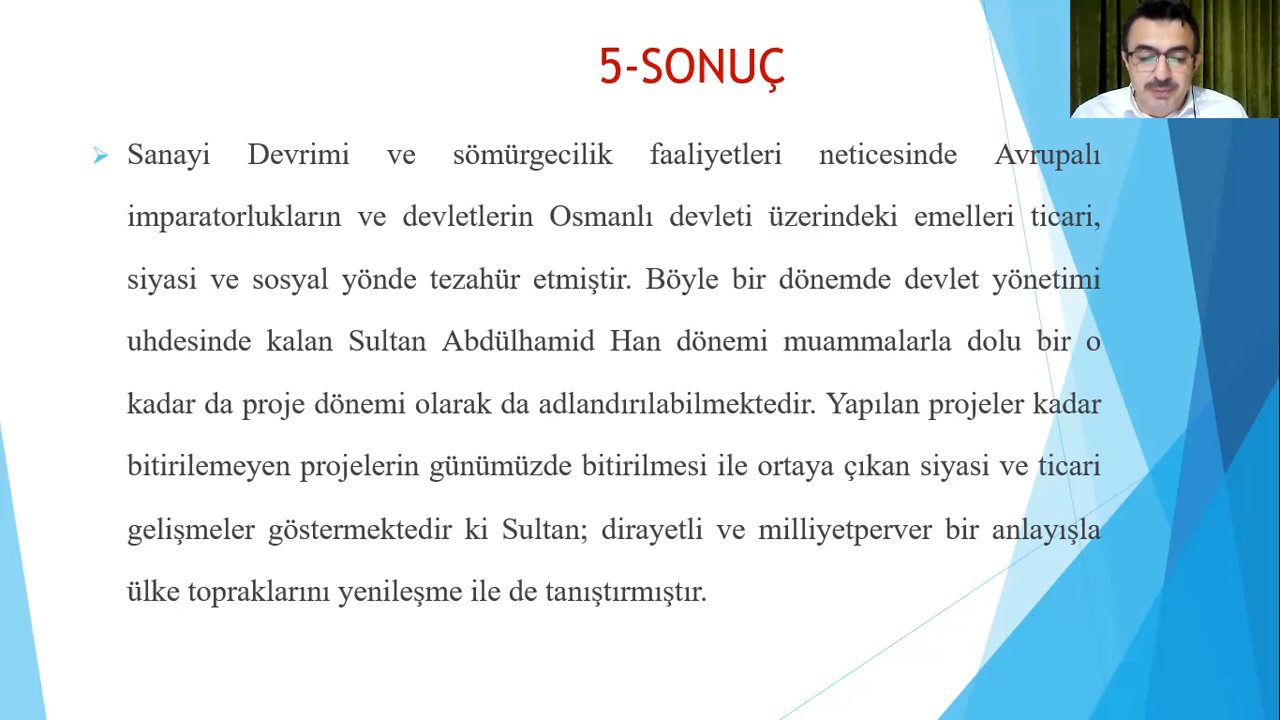 5-SONUÇ
Sanayi Devrimi ve sömürgecilik faaliyetleri neticesinde Avrupalı
imparatorlukların ve devletlerin Osmanlı devleti üzerindeki emelleri ticari,
siyasi ve sosyal yönde tezahür etmiştir. Böyle bir dönemde devlet yönetimi
uhdesinde kalan Sultan Abdülhamid Han dönemi muammalarla dolu bir o
kadar da proje dönemi olarak da adlandırılabilmektedir. Yapılan projeler kadar
bitirilemeyen projelerin günümüzde bitirilmesi ile ortaya çıkan siyasi ve ticari
gelişmeler göstermektedir ki Sultan; dirayetli ve milliyetperver bir anlayışla
ülke topraklarını yenileşme ile de tanıştırmıştır.